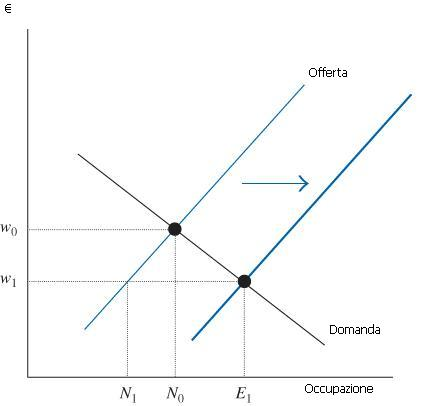 €
Offerta
w₀
w₁
Domanda
N₁ N₀ E₁ Occupazione